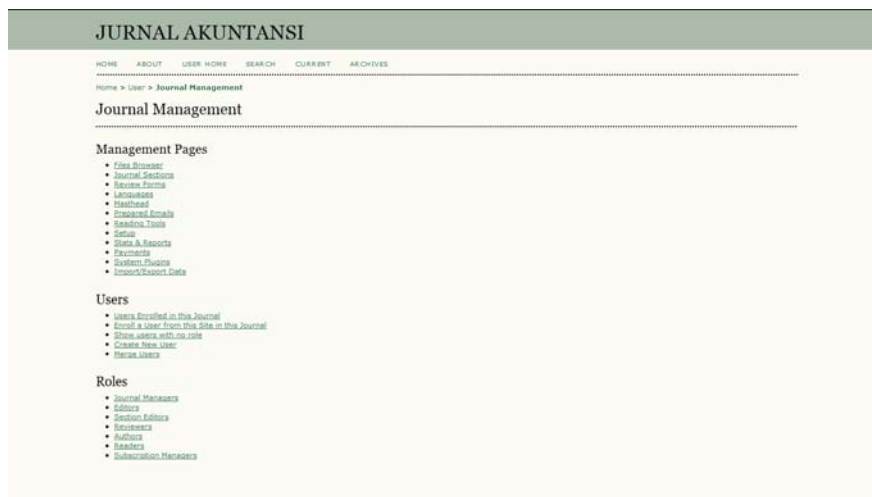 JURNAL AKUNTANSI
HOME ABOUT USER HOME SEARCH CURRENT ARCHIVES
Home > User > Journal Management
Journal Management
Management Pages
Files Browser
Journal Sections
Review Forms
Languages
Masthead
Prepared Emails
Reading Tools
Setup
Stats & Reports
Payments
System Plugins
Import/Export Data
Users
Users Enrolled in this Journal
Enroll a User from this Site in this Journal
Show users with no role
Create New User
Merge Users
Roles
Journal Managers
Editors
Section Editors
Reviewers
Authors
Readers
Subscription Managers